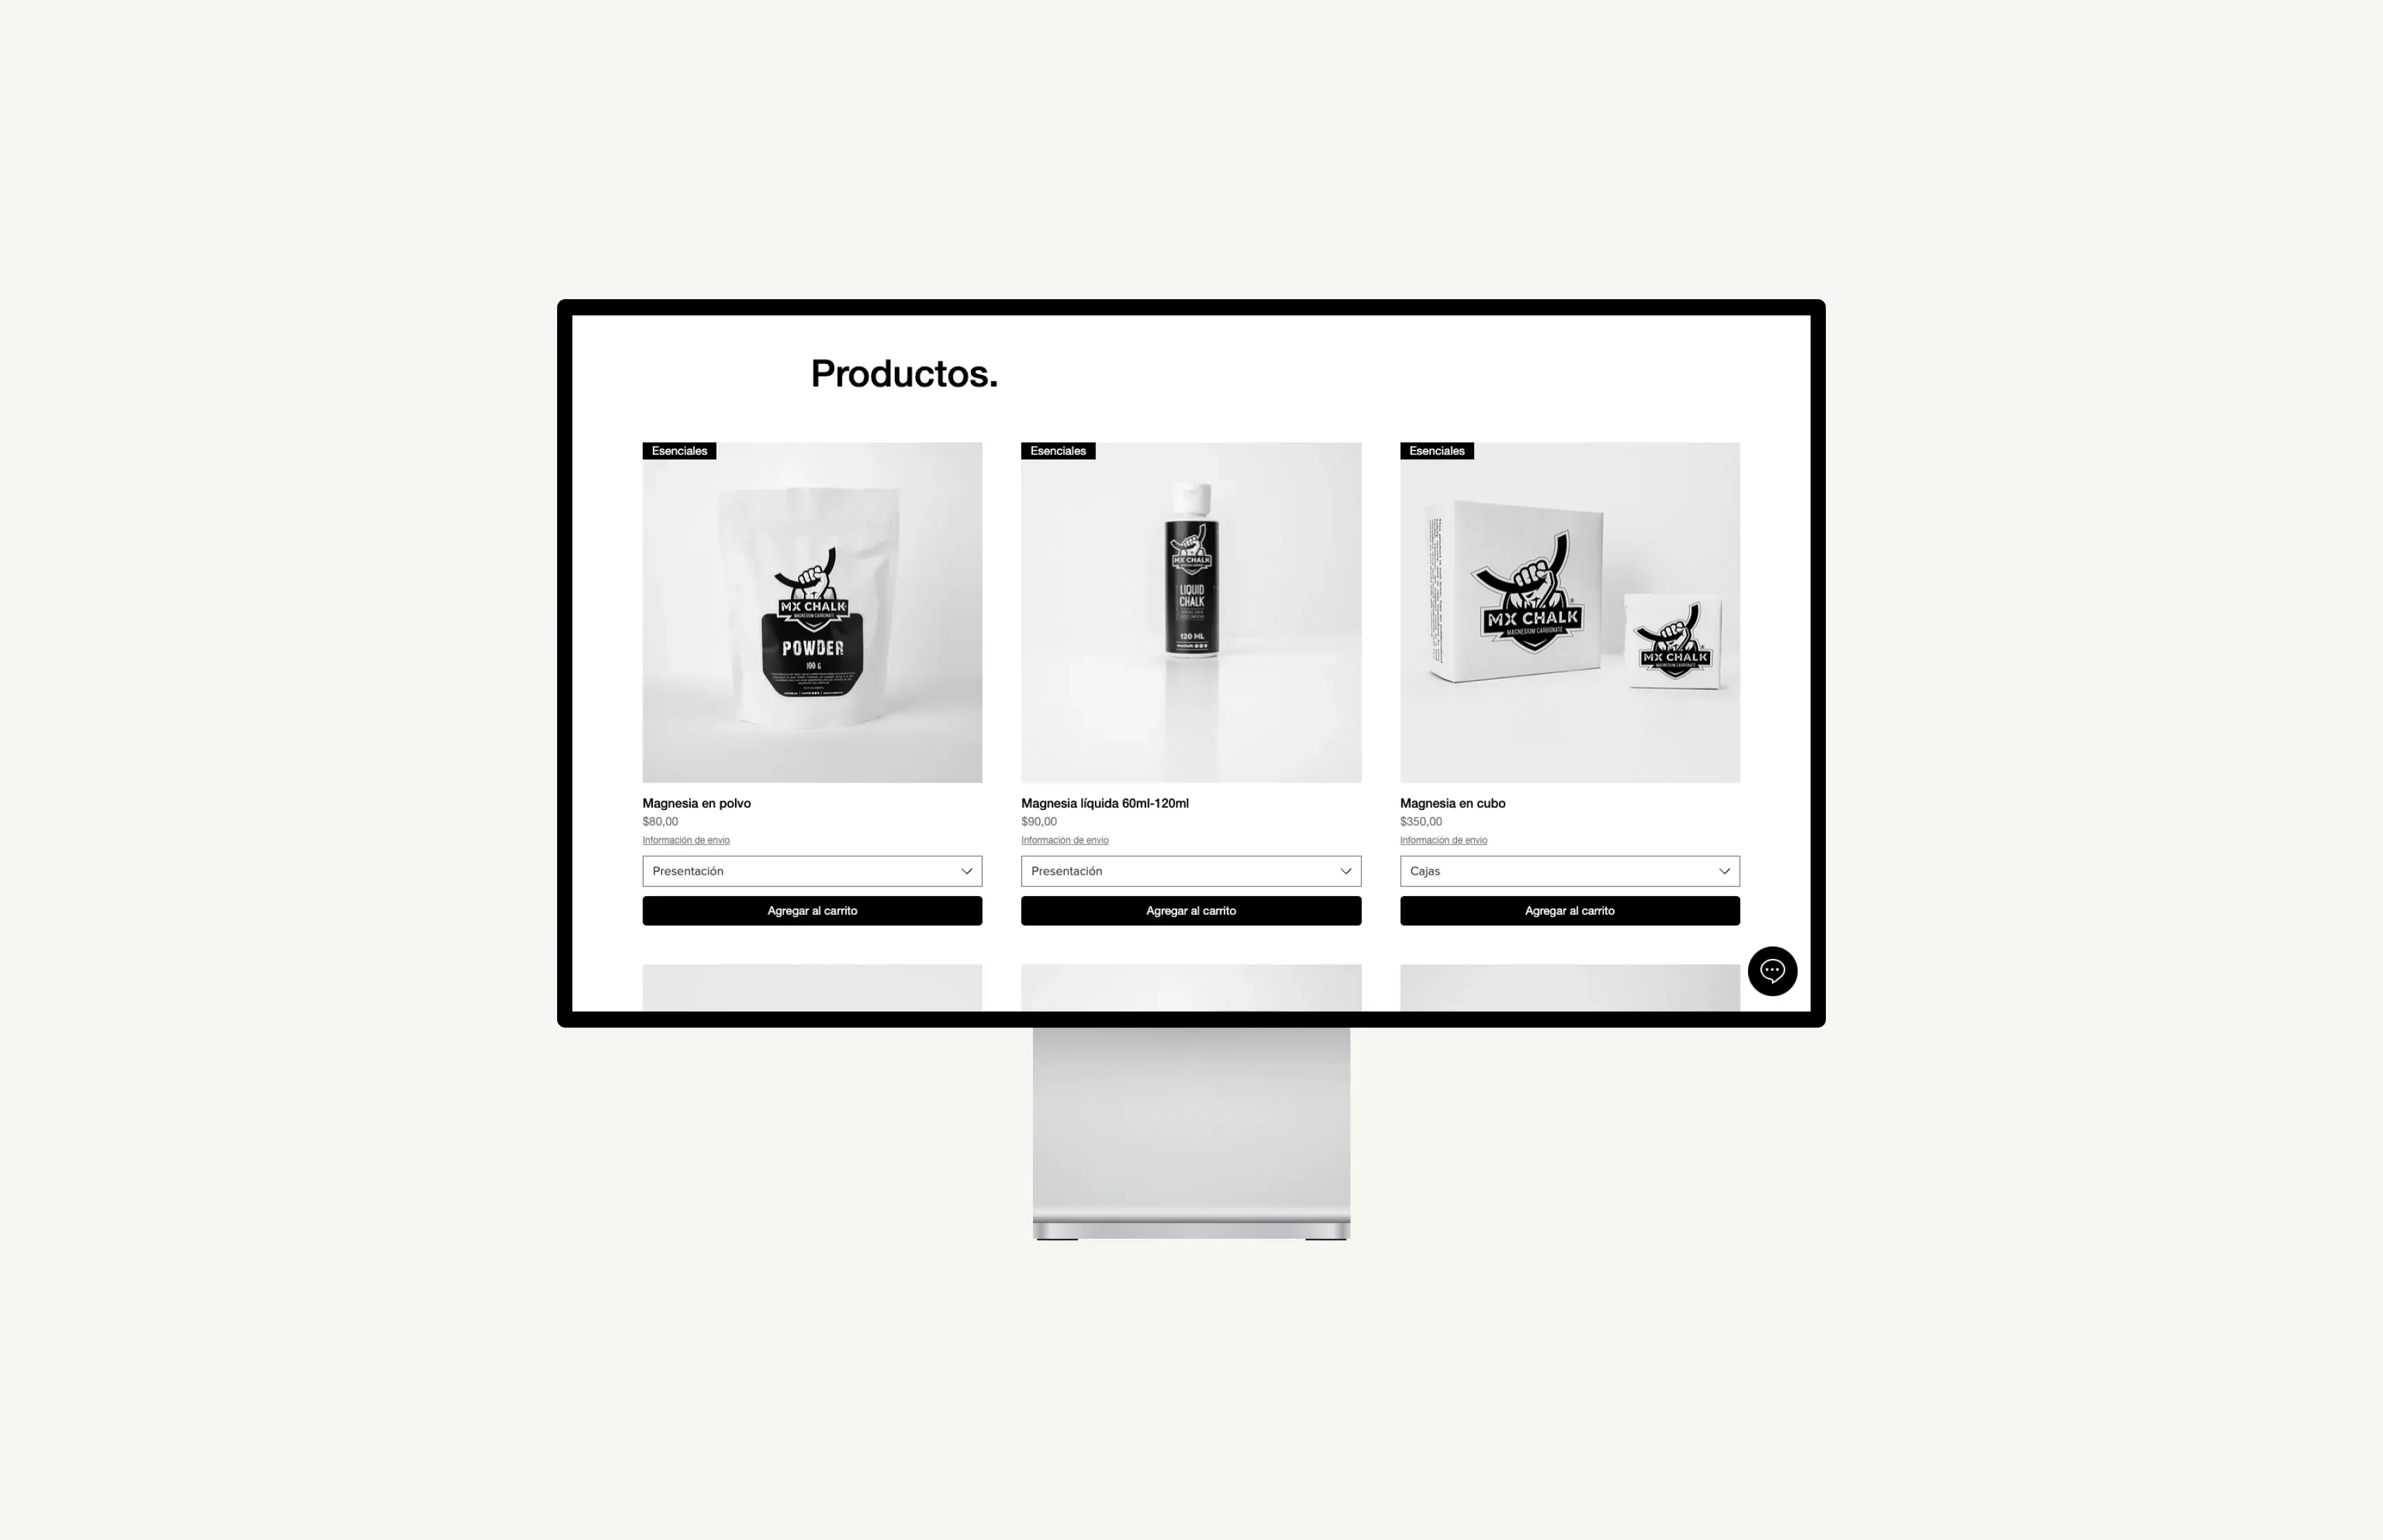 Productos.
Esenciales
MX CHALK
MAGNESIUM CARBONATE
POWDER
100 G
Magnesia en polvo
$80,00
Información de envío
Presentación
Agregar al carrito
Esenciales
MX CHALK
LIQUID
CHALK
120 ML
Magnesia líquida 60ml-120ml
$90,00
Información de envío
Presentación
Agregar al carrito
Esenciales
MX CHALK
MAGNESIUM CARBONATE
MX CHALK
MAGNESIUM CARBONATE
Magnesia en cubo
$350,00
Información de envío
Cajas
Agregar al carrito